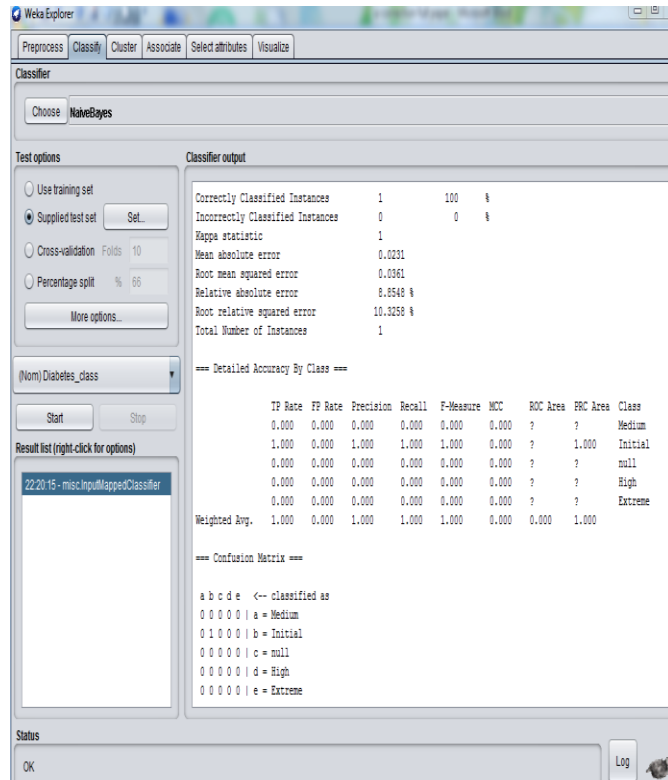 Weka Explorer
Preprocess Classify Cluster Associate Select attributes Visualize
Classifier
Choose NaiveBayes
Test options
Use training set
Supplied test set Set...
Cross-validation Folds 10
Percentage split % 66
More options...
(Nom) Diabetes_class
Start Stop
Result list (right-click for options)
22:20:15 - misc.InputMappedClassifier
Classifier output
Correctly Classified Instances 1 100 %
Incorrectly Classified Instances 0 0 %
Kappa statistic 1
Mean absolute error 0.0231
Root mean squared error 0.0361
Relative absolute error 8.8548 %
Root relative squared error 10.3258 %
Total Number of Instances 1
=== Detailed Accuracy By Class ===
TP Rate FP Rate Precision Recall F-Measure MCC ROC Area PRC Area Class
0.000 0.000 0.000 0.000 0.000 0.000 ? ? Medium
1.000 0.000 1.000 1.000 1.000 0.000 ? 1.000 Initial
0.000 0.000 0.000 0.000 0.000 0.000 ? ? null
0.000 0.000 0.000 0.000 0.000 0.000 ? ? High
0.000 0.000 0.000 0.000 0.000 0.000 ? ? Extreme
Weighted Avg. 1.000 0.000 1.000 1.000 1.000 0.000 0.000 1.000
=== Confusion Matrix ===
a b c d e <-- classified as
0 0 0 0 0 | a = Medium
0 1 0 0 0 | b = Initial
0 0 0 0 0 | c = null
0 0 0 0 0 | d = High
0 0 0 0 0 | e = Extreme
Status
OK
Log